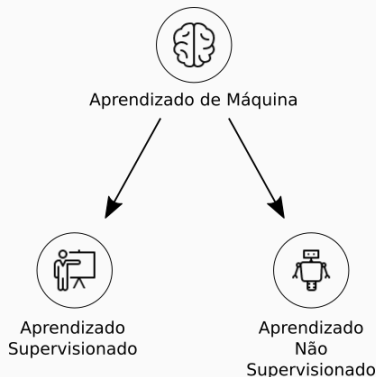 Aprendizado de Máquina
Aprendizado
Supervisionado
Aprendizado
Não
Supervisionado